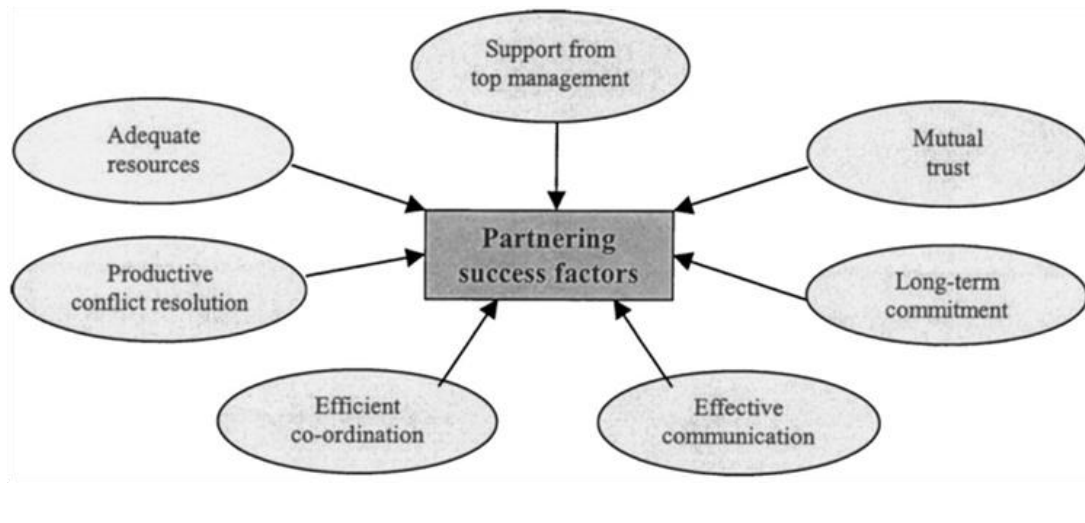 Support from
top management
Adequate
resources
Mutual
trust
Partnering
success factors
Productive
conflict resolution
Long-term
commitment
Efficient
co-ordination
Effective
communication